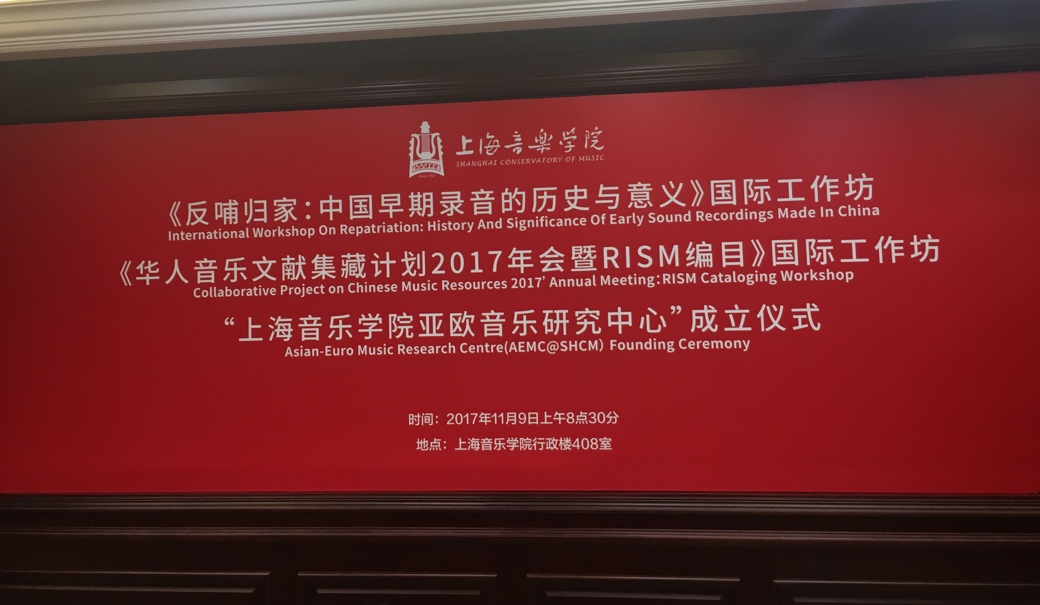 上海音樂学院
SHANGHAI CONSERVATORY OF MUSIC
《反哺归家：中国早期录音的历史与意义》国际工作坊
International Workshop On Repatriation: History And Significance Of Early Sound Recordings Made In China
《华人音乐文献集藏计划2017年会暨RISM编目》国际工作坊
Collaborative Project on Chinese Music Resources 2017' Annual Meeting：RISM Cataloging Workshop
“上海音乐学院亚欧音乐研究中心”成立仪式
Asian-Euro Music Research Centre(AEMC@SHCM) Founding Ceremony
时间：2017年11月9日上午8点30分
地点：上海音乐学院行政楼408室